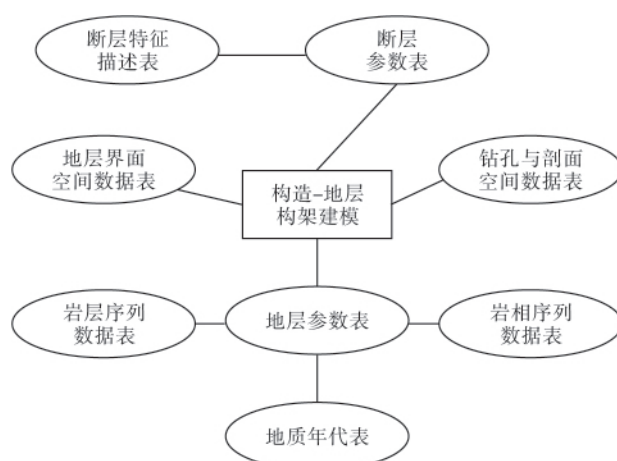 断层特征
描述表
断层
参数表
地层界面
空间数据表
钻孔与剖面
空间数据表
构造-地层
构架建模
岩层序列
数据表
地层参数表
岩相序列
数据表
地质年代表